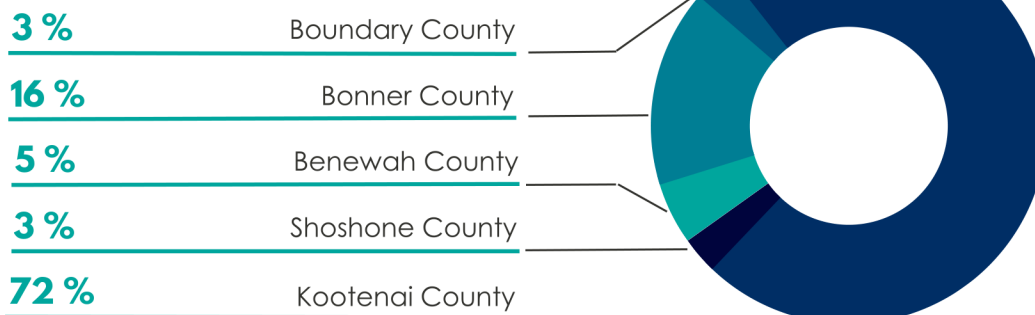 3 % Boundary County
16 % Bonner County
5 % Benewah County
3 % Shoshone County
72 % Kootenai County